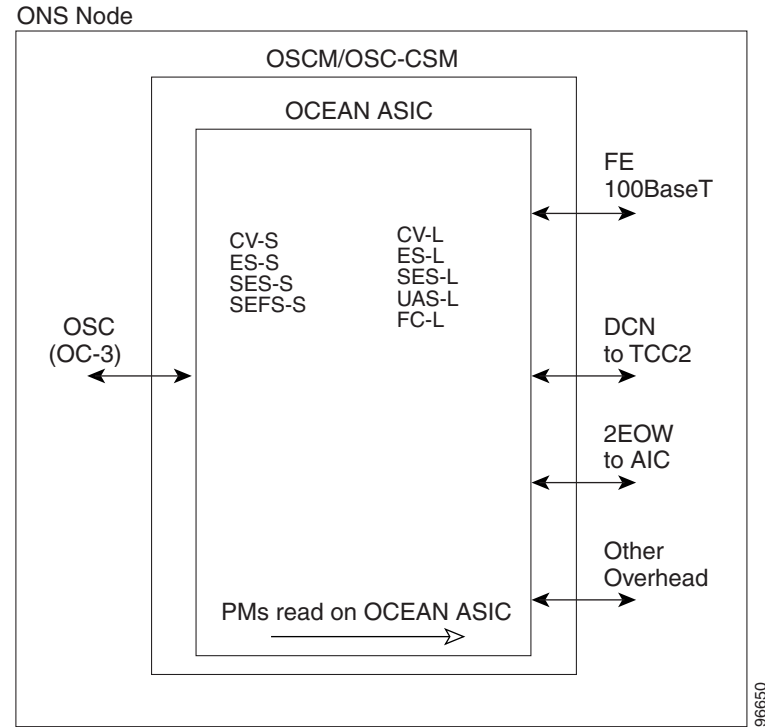 ONS Node
OSCM/OSC-CSM
OCEAN ASIC
FE
100BaseT
CV-S
ES-S
SES-S
SEFS-S
CV-L
ES-L
SES-L
UAS-L
FC-L
OSC
(OC-3)
DCN
to TCC2
2EOW
to AIC
Other
Overhead
PMs read on OCEAN ASIC
96650